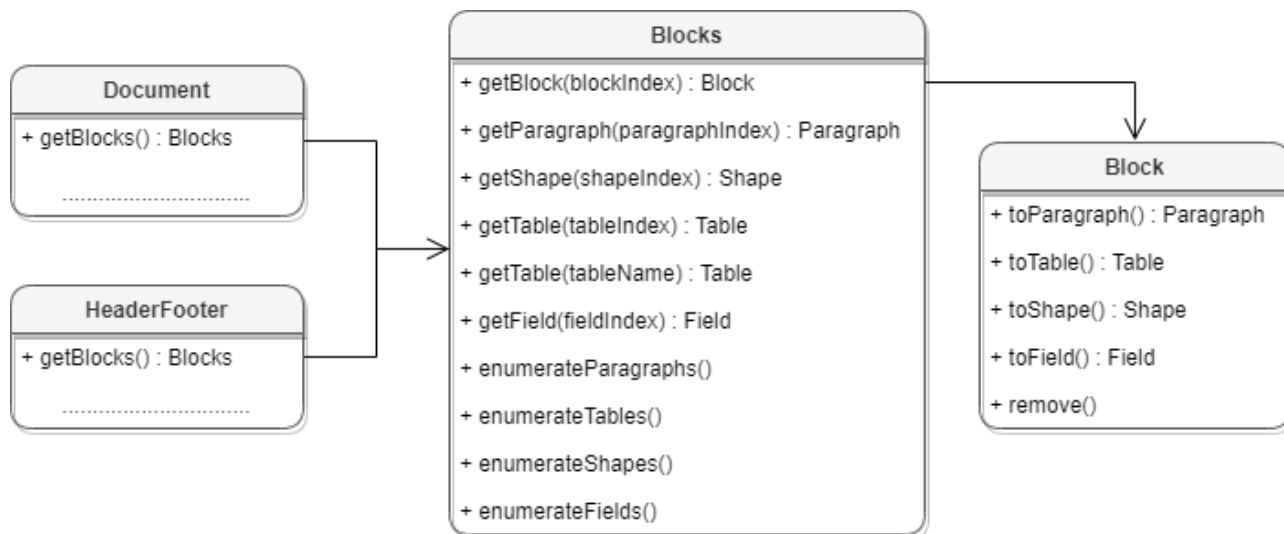 Document
+ getBlocks() : Blocks
...............................
HeaderFooter
+ getBlocks() : Blocks
...............................
Blocks
+ getBlock(blockIndex) : Block
+ getParagraph(paragraphIndex) : Paragraph
+ getShape(shapeIndex) : Shape
+ getTable(tableIndex) : Table
+ getTable(tableName) : Table
+ getField(fieldIndex) : Field
+ enumerateParagraphs()
+ enumerateTables()
+ enumerateShapes()
+ enumerateFields()
Block
+ toParagraph() : Paragraph
+ toTable() : Table
+ toShape() : Shape
+ toField() : Field
+ remove()